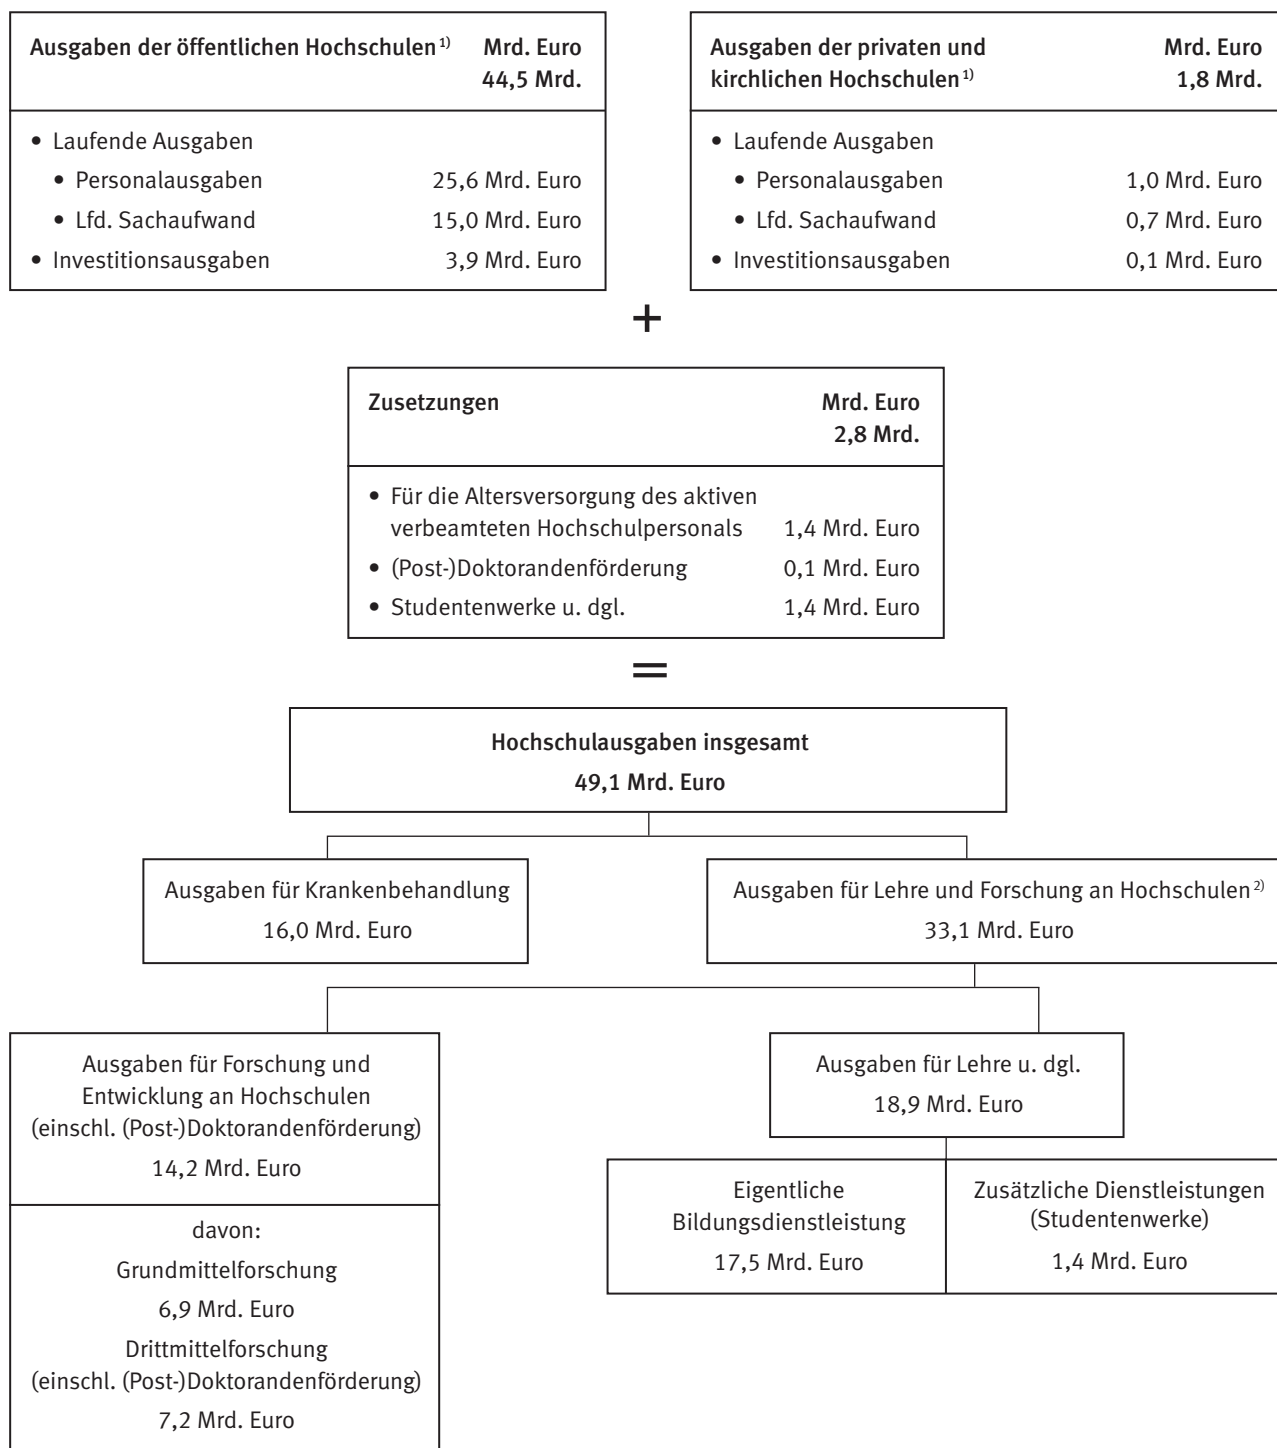 Ausgaben der öffentlichen Hochschulen 1) Mrd. Euro
44,5 Mrd.
• Laufende Ausgaben
• Personalausgaben 25,6 Mrd. Euro
• Lfd. Sachaufwand 15,0 Mrd. Euro
• Investitionsausgaben 3,9 Mrd. Euro
Ausgaben der privaten und Mrd. Euro
kirchlichen Hochschulen 1) 1,8 Mrd.
• Laufende Ausgaben
• Personalausgaben 1,0 Mrd. Euro
• Lfd. Sachaufwand 0,7 Mrd. Euro
• Investitionsausgaben 0,1 Mrd. Euro
+
Zusetzungen Mrd. Euro
2,8 Mrd.
• Für die Altersversorgung des aktiven
verbeamteten Hochschulpersonals 1,4 Mrd. Euro
• (Post-)Doktorandenförderung 0,1 Mrd. Euro
• Studentenwerke u. dgl. 1,4 Mrd. Euro
=
Hochschulausgaben insgesamt
49,1 Mrd. Euro
Ausgaben für Krankenbehandlung
16,0 Mrd. Euro
Ausgaben für Lehre und Forschung an Hochschulen 2)
33,1 Mrd. Euro
Ausgaben für Forschung und
Entwicklung an Hochschulen
(einschl. (Post-)Doktorandenförderung)
14,2 Mrd. Euro
davon:
Grundmittelforschung
6,9 Mrd. Euro
Drittmittelforschung
(einschl. (Post-)Doktorandenförderung)
7,2 Mrd. Euro
Ausgaben für Lehre u. dgl.
18,9 Mrd. Euro
Eigentliche
Bildungsdienstleistung
17,5 Mrd. Euro
Zusätzliche Dienstleistungen
(Studentenwerke)
1,4 Mrd. Euro